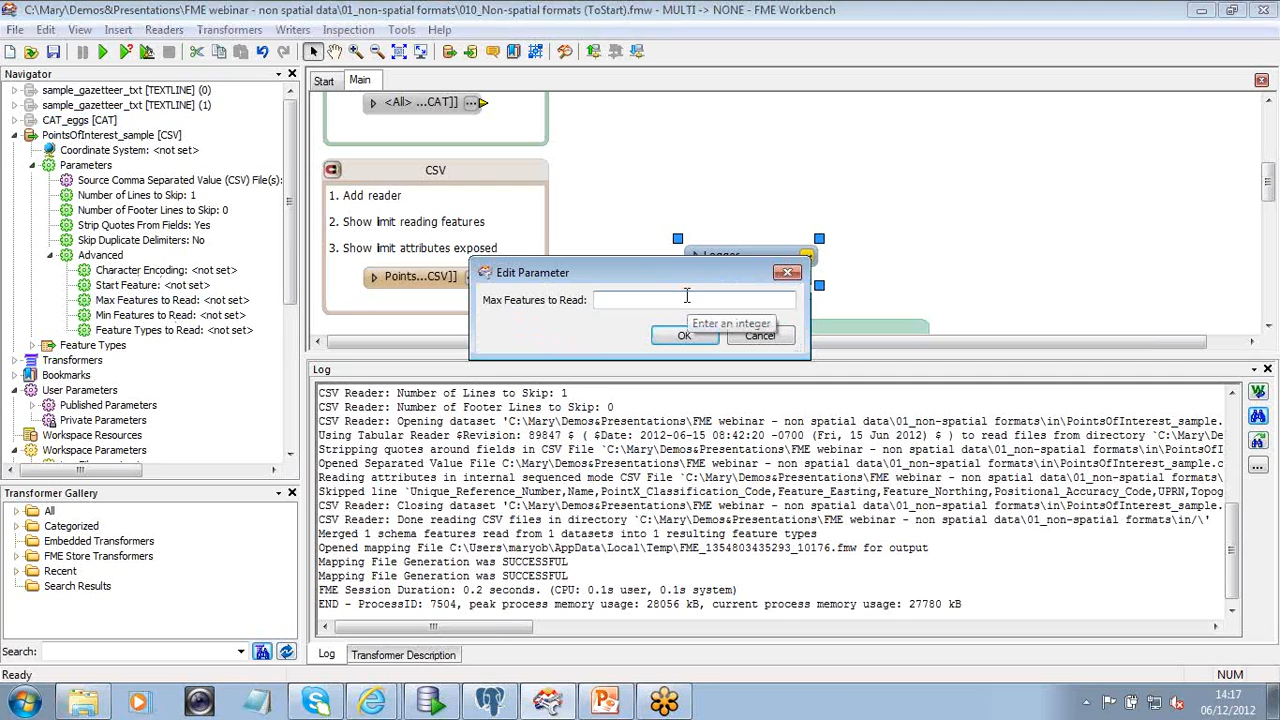 C:\Mary\Demos&Presentations\FME webinar - non spatial data\01_non-spatial formats\010_Non-spatial formats (ToStart).fmw - MULTI -> NONE - FME Workbench
File Edit View Insert Readers Transformers Writers Inspection Tools Help
Navigator
sample_gazetteer_txt [TEXTLINE] (0)
sample_gazetteer_txt [TEXTLINE] (1)
CAT_eggs [CAT]
PointsOfInterest_sample [CSV]
Coordinate System: <not set>
Parameters
Source Comma Separated Value (CSV) File(s):
Number of Lines to Skip: 1
Number of Footer Lines to Skip: 0
Strip Quotes From Fields: Yes
Skip Duplicate Delimiters: No
Advanced
Character Encoding: <not set>
Start Feature: <not set>
Max Features to Read: <not set>
Min Features to Read: <not set>
Feature Types to Read: <not set>
Feature Types
Transformers
Bookmarks
User Parameters
Published Parameters
Private Parameters
Workspace Resources
Workspace Parameters
Transformer Gallery
All
Categorized
Embedded Transformers
FME Store Transformers
Recent
Search Results
Search:
Start Main
<All> ...CAT]]
CSV
1. Add reader
2. Show limit reading features
3. Show limit attributes exposed
Points...CSV]]
Logger
Edit Parameter
Max Features to Read:
Enter an integer
OK Cancel
Log
CSV Reader: Number of Lines to Skip: 1
CSV Reader: Number of Footer Lines to Skip: 0
CSV Reader: Opening dataset 'C:\Mary\Demos&Presentations\FME webinar - non spatial data\01_non-spatial formats\in\PointsOfInterest_sample.
Using Tabular Reader $Revision: 89847 $ ( $Date: 2012-06-15 08:42:20 -0700 (Fri, 15 Jun 2012) $ ) to read files from directory `C:\Mary\Dem
Stripping quotes around fields in CSV File `C:\Mary\Demos&Presentations\FME webinar - non spatial data\01_non-spatial formats\in\PointsOfI
Opened Separated Value File C:\Mary\Demos&Presentations\FME webinar - non spatial data\01_non-spatial formats\in\PointsOfInterest_sample.c
Reading attributes in internal sequenced mode CSV File `C:\Mary\Demos&Presentations\FME webinar - non spatial data\01_non-spatial formats\
Skipped line `Unique_Reference_Number,Name,PointX_Classification_Code,Feature_Easting,Feature_Northing,Positional_Accuracy_Code,UPRN,Topog
CSV Reader: Closing dataset 'C:\Mary\Demos&Presentations\FME webinar - non spatial data\01_non-spatial formats\in\PointsOfInterest_sample.
CSV Reader: Done reading CSV files in directory `C:\Mary\Demos&Presentations\FME webinar - non spatial data\01_non-spatial formats\in/\'
Merged 1 schema features read from 1 datasets into 1 resulting feature types
Opened mapping File C:\Users\maryob\AppData\Local\Temp\FME_1354803435293_10176.fmw for output
Mapping File Generation was SUCCESSFUL
Mapping File Generation was SUCCESSFUL
FME Session Duration: 0.2 seconds. (CPU: 0.1s user, 0.1s system)
END - ProcessID: 7504, peak process memory usage: 28056 kB, current process memory usage: 27780 kB
Log Transformer Description
Ready
NUM
14:17
06/12/2012